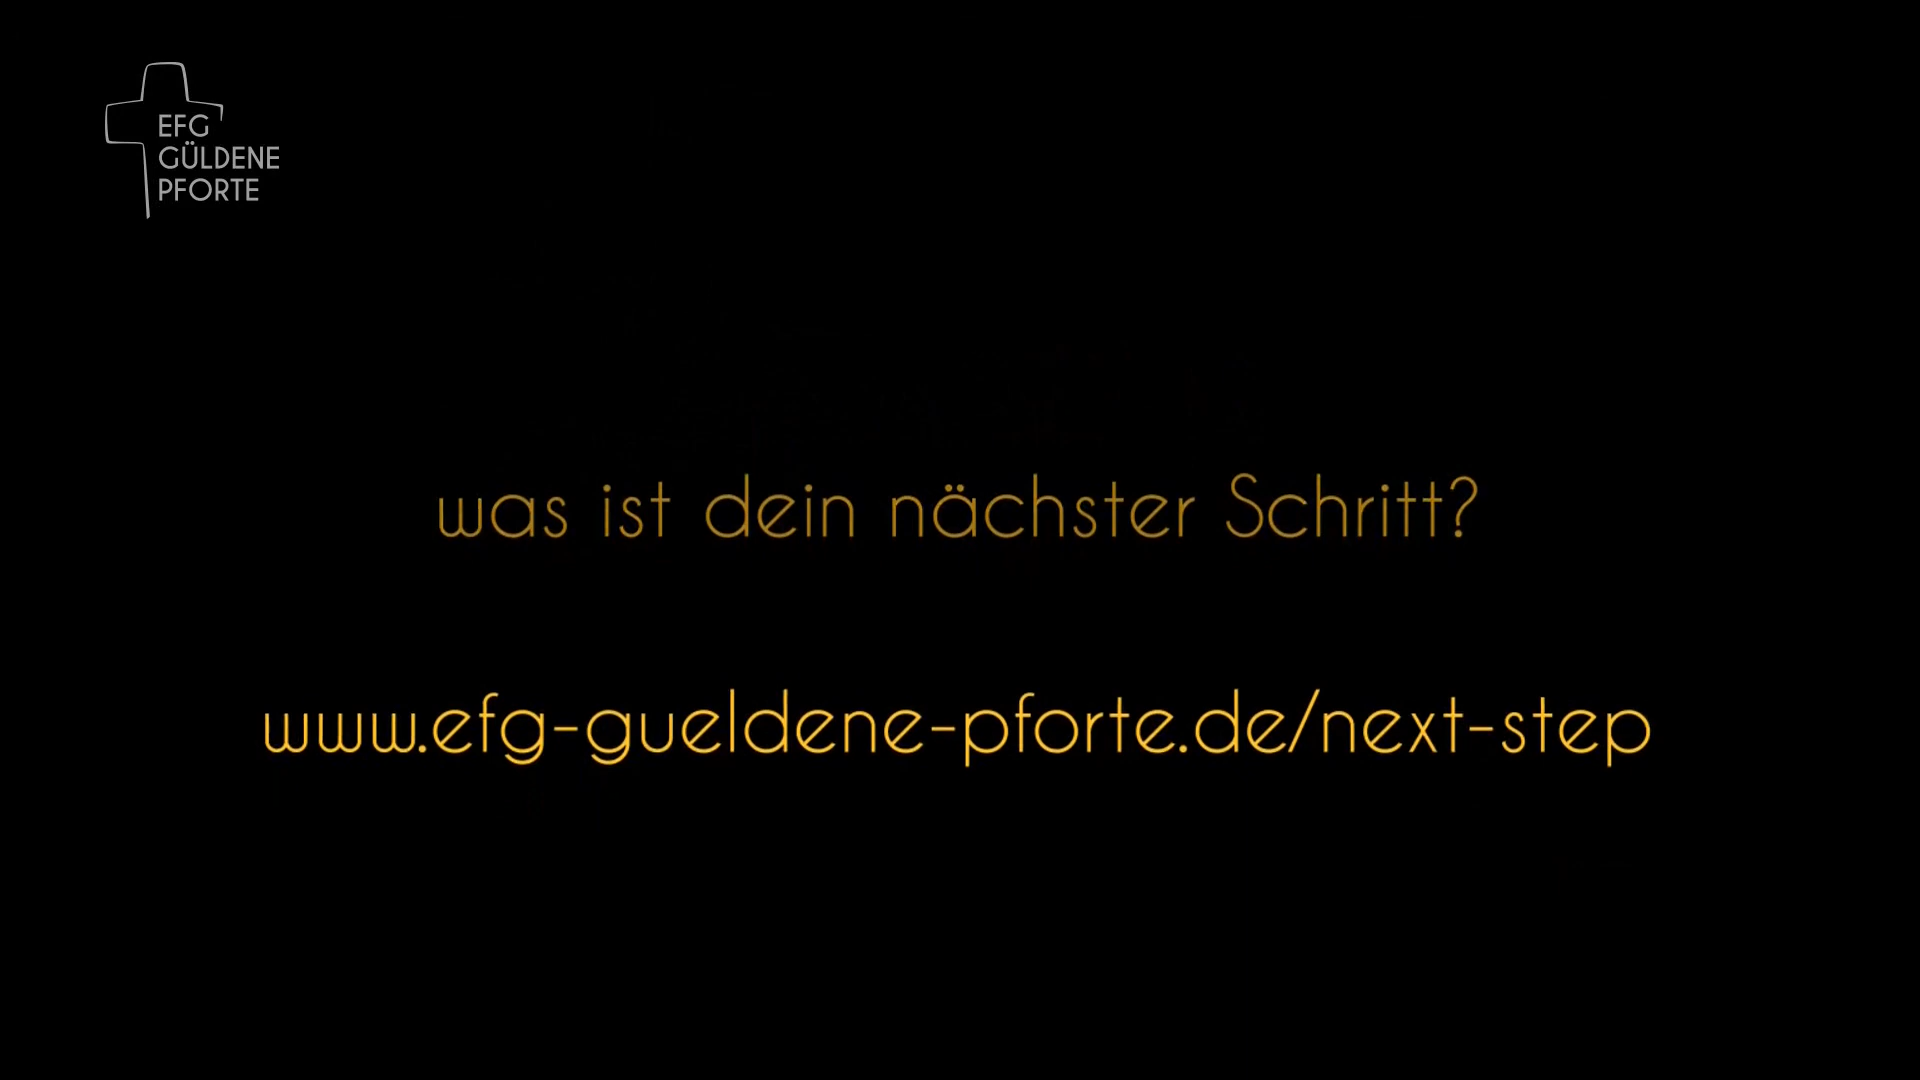 EFG
GÜLDENE
PFORTE
was ist dein nächster Schritt?
www.efg-gueldene-pforte.de/next-step